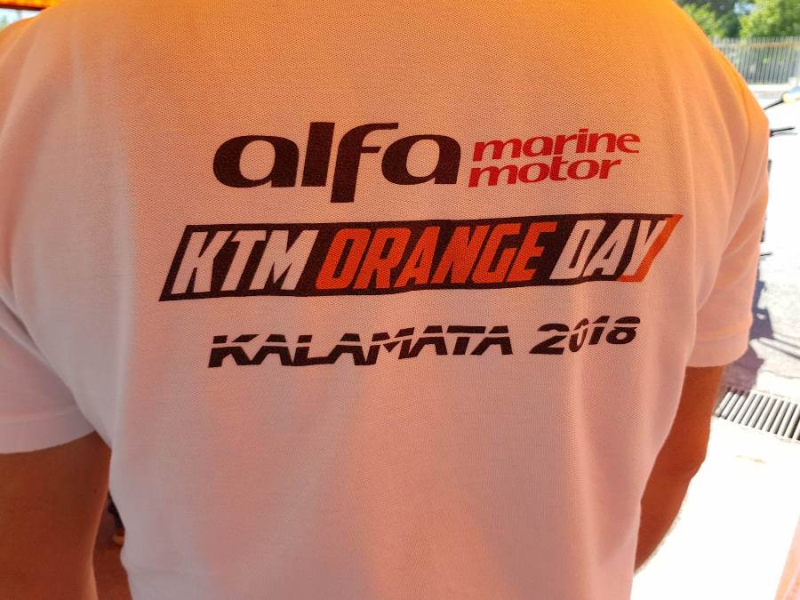 alfa marine
motor
KTM ORANGE DAY
KALAMATA 2018